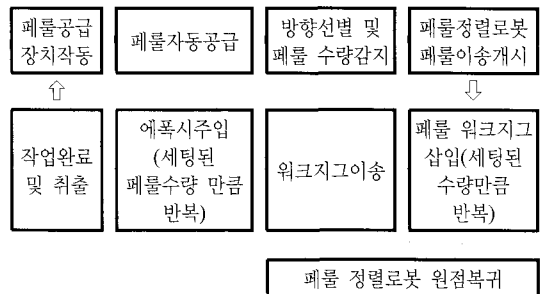 페룰공급
장치작동
페룰자동공급
방향선별 및
페룰 수량감지
페룰정렬로봇
페룰이송개시
작업완료
및 취출
에폭시주입
(세팅된
페룰수량 만큼
반복)
워크지그이송
페룰 워크지그
삽입(세팅된
수량만큼
반복)
페룰 정렬로봇 원점복귀